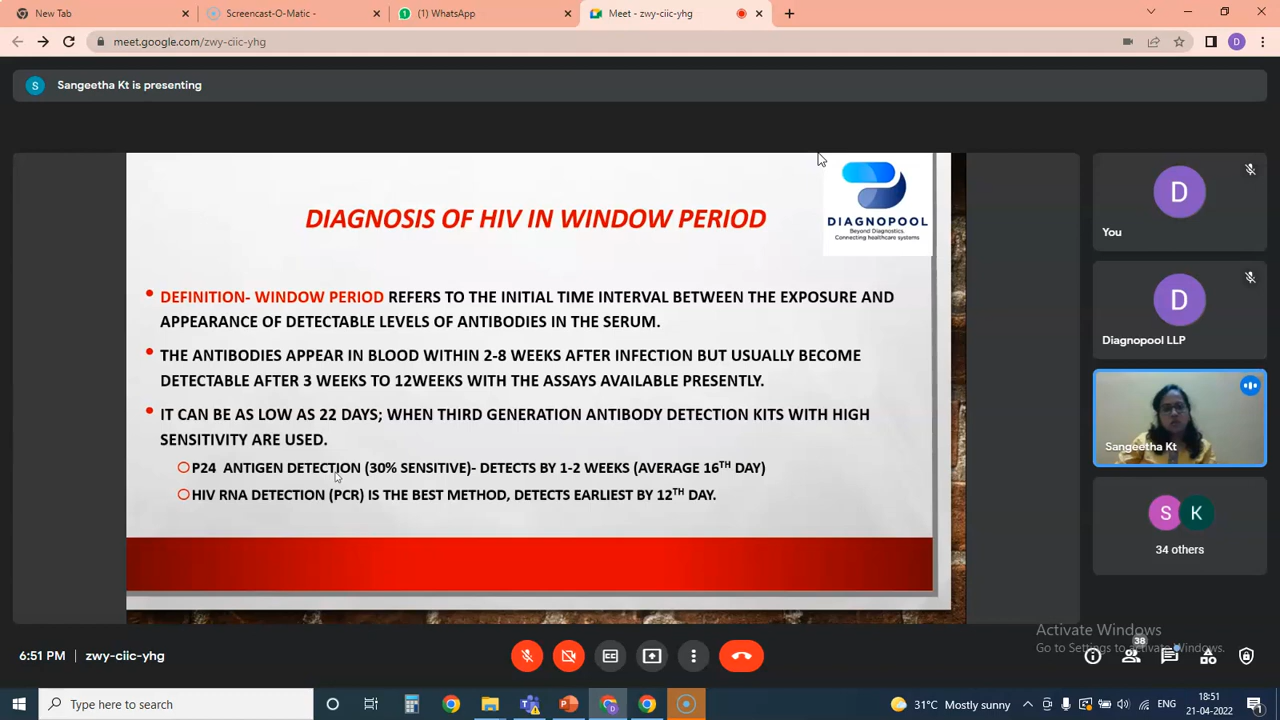 New Tab
Screencast-O-Matic
(1) WhatsApp
Meet - zwy-ciic-yhg
meet.google.com/zwy-ciic-yhg
D
S
Sangeetha Kt is presenting
DIAGNOSIS OF HIV IN WINDOW PERIOD
DIAGNOPOOL
Beyond Diagnostics.
Connecting healthcare systems
DEFINITION- WINDOW PERIOD REFERS TO THE INITIAL TIME INTERVAL BETWEEN THE EXPOSURE AND
APPEARANCE OF DETECTABLE LEVELS OF ANTIBODIES IN THE SERUM.
THE ANTIBODIES APPEAR IN BLOOD WITHIN 2-8 WEEKS AFTER INFECTION BUT USUALLY BECOME
DETECTABLE AFTER 3 WEEKS TO 12WEEKS WITH THE ASSAYS AVAILABLE PRESENTLY.
IT CAN BE AS LOW AS 22 DAYS; WHEN THIRD GENERATION ANTIBODY DETECTION KITS WITH HIGH
SENSITIVITY ARE USED.
P24 ANTIGEN DETECTION (30% SENSITIVE)- DETECTS BY 1-2 WEEKS (AVERAGE 16TH DAY)
HIV RNA DETECTION (PCR) IS THE BEST METHOD, DETECTS EARLIEST BY 12TH DAY.
D
You
D
Diagnopool LLP
Sangeetha Kt
S K
34 others
Activate Windows
Go to Settings to activate Windows.
6:51 PM
zwy-ciic-yhg
CC
38
Type here to search
31°C Mostly sunny
ENG
18:51
21-04-2022